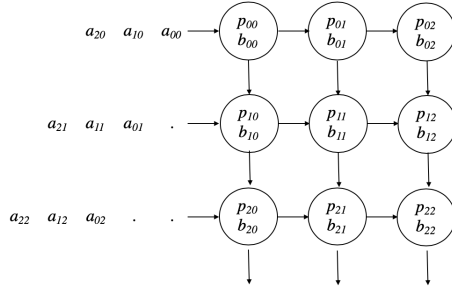 a20 a10 a00 p00 p01 p02
b00 b01 b02
a21 a11 a01 . p10 p11 p12
b10 b11 b12
a22 a12 a02 . . p20 p21 p22
b20 b21 b22